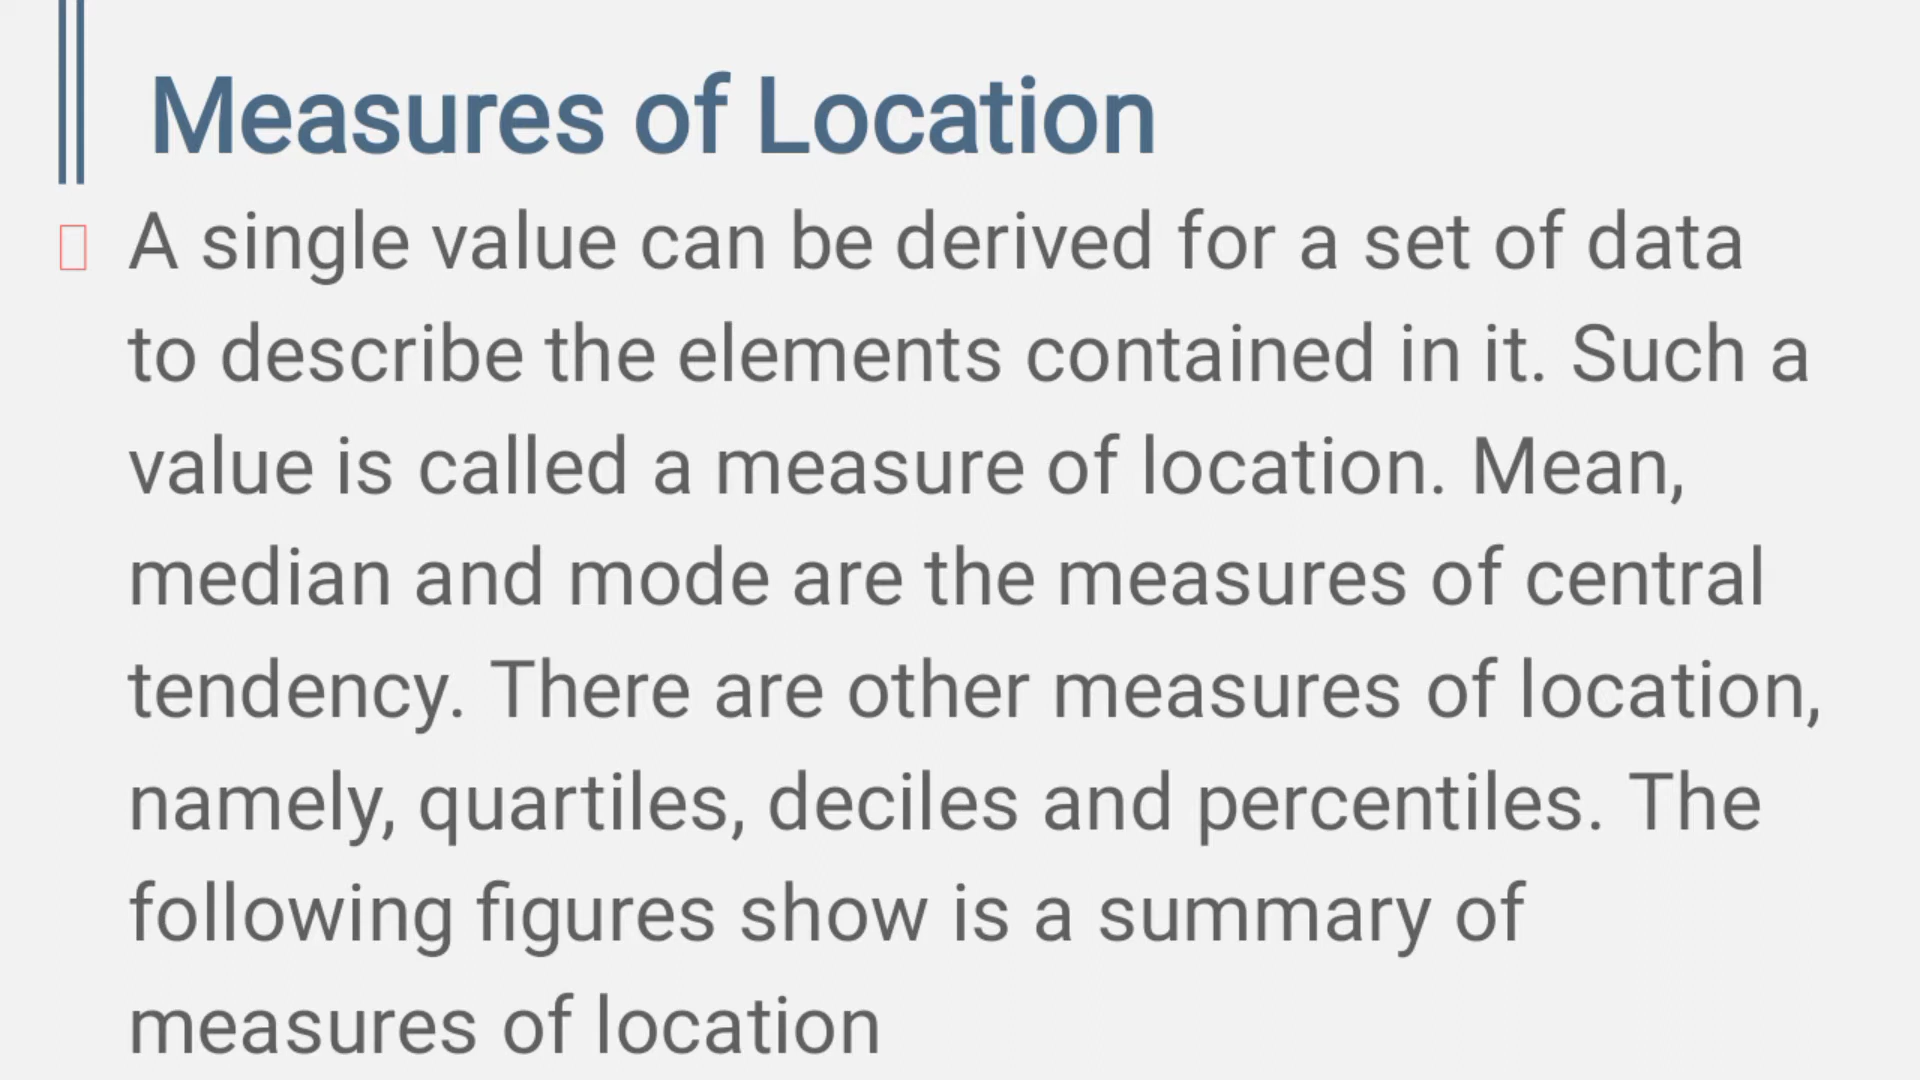 Measures of Location
A single value can be derived for a set of data
to describe the elements contained in it. Such a
value is called a measure of location. Mean,
median and mode are the measures of central
tendency. There are other measures of location,
namely, quartiles, deciles and percentiles. The
following figures show is a summary of
measures of location